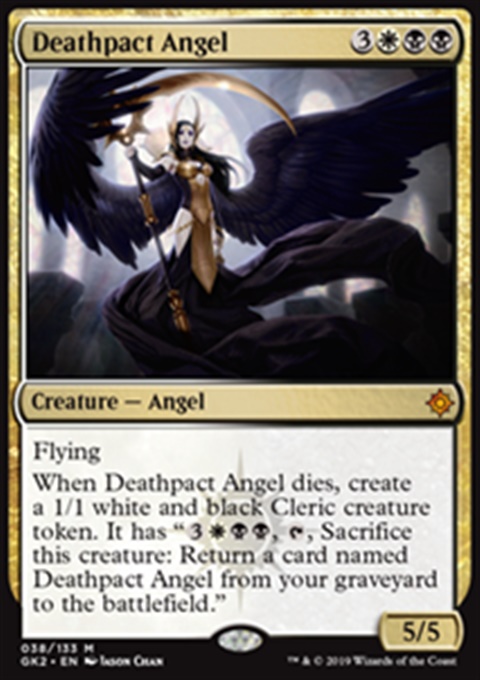 Deathpact Angel 3
Creature — Angel
Flying
When Deathpact Angel dies, create
a 1/1 white and black Cleric creature
token. It has “3, , Sacrifice
this creature: Return a card named
Deathpact Angel from your graveyard
to the battlefield.”
5/5
038/133 M
GK2 • EN Jason Chan
™ & © 2019 Wizards of the Coast